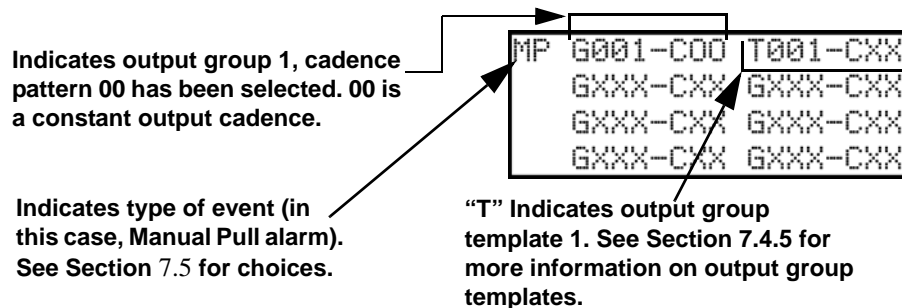 Indicates output group 1, cadence
pattern 00 has been selected. 00 is
a constant output cadence.
MP G001-C00 T001-CXX
GXXX-CXX GXXX-CXX
GXXX-CXX GXXX-CXX
GXXX-CXX GXXX-CXX
Indicates type of event (in
this case, Manual Pull alarm).
See Section 7.5 for choices.
“T” Indicates output group
template 1. See Section 7.4.5 for
more information on output group
templates.